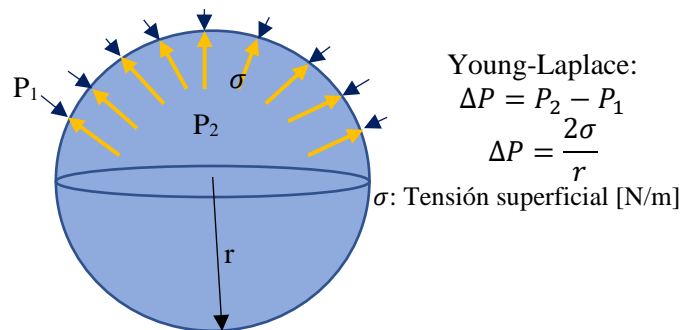 P₁
σ
P₂
r
Young-Laplace:
Δ𝑃 = 𝑃₂ − 𝑃₁
Δ𝑃 = 2σ/r
σ: Tensión superficial [N/m]